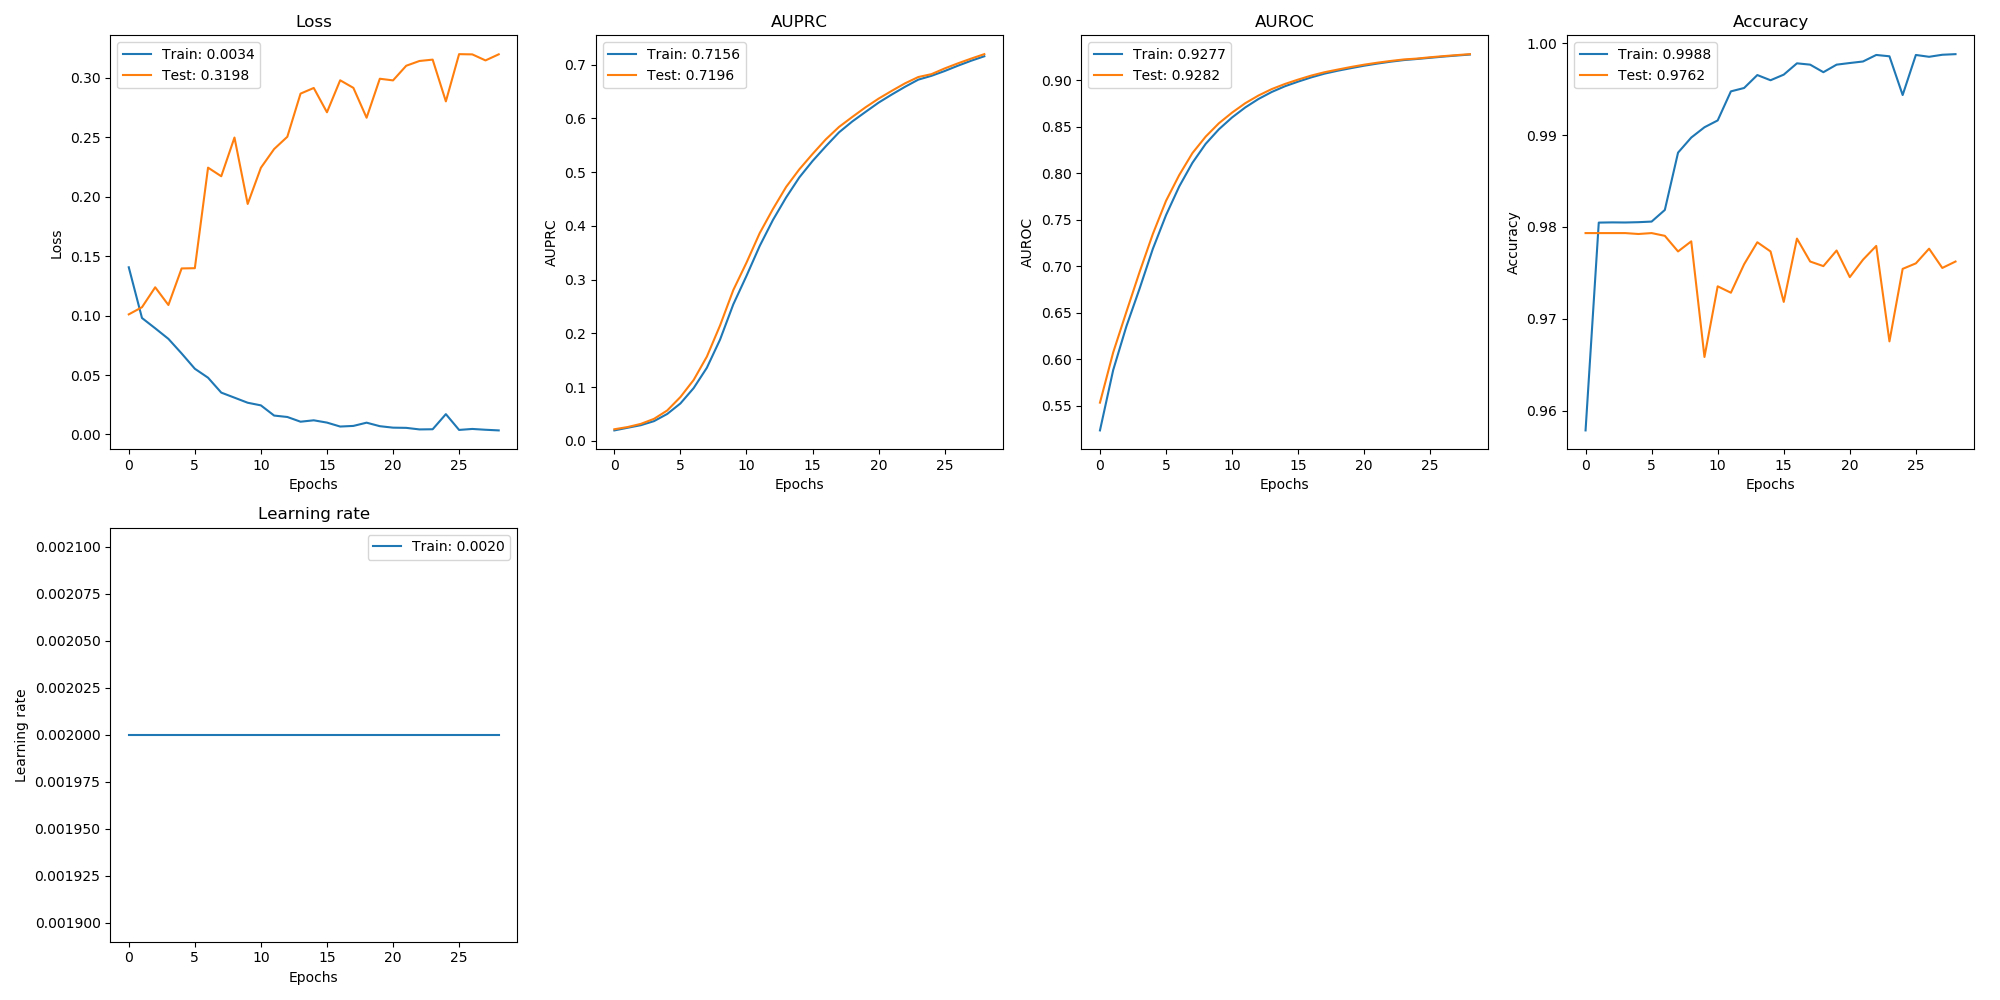 Loss
Train: 0.0034
Test: 0.3198
0.30
0.25
0.20
0.15
0.10
0.05
0.00
Loss
0 5 10 15 20 25
Epochs
AUPRC
Train: 0.7156
Test: 0.7196
0.7
0.6
0.5
0.4
0.3
0.2
0.1
0.0
AUPRC
0 5 10 15 20 25
Epochs
AUROC
Train: 0.9277
Test: 0.9282
0.90
0.85
0.80
0.75
0.70
0.65
0.60
0.55
AUROC
0 5 10 15 20 25
Epochs
Accuracy
Train: 0.9988
Test: 0.9762
1.00
0.99
0.98
0.97
0.96
Accuracy
0 5 10 15 20 25
Epochs
Learning rate
Train: 0.0020
0.002100
0.002075
0.002050
0.002025
0.002000
0.001975
0.001950
0.001925
0.001900
Learning rate
0 5 10 15 20 25
Epochs